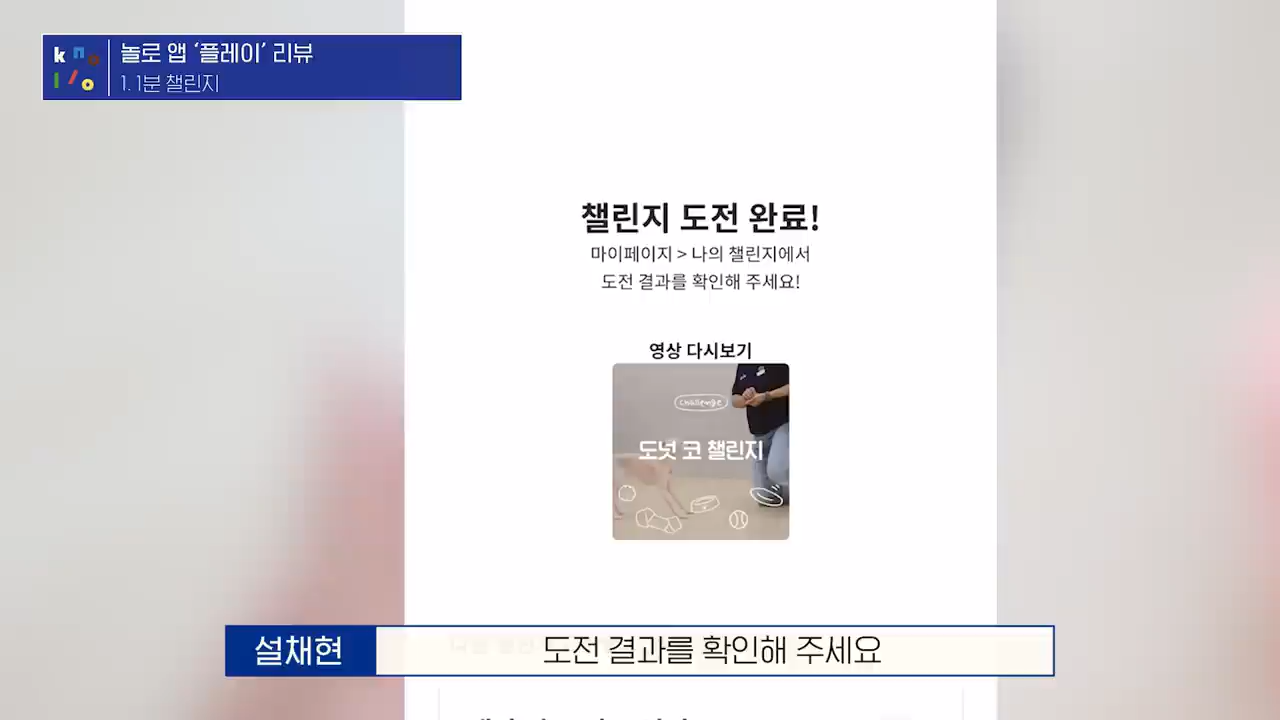 knollo
놀로 앱 ‘플레이’ 리뷰
1. 1분 챌린지
챌린지 도전 완료!
마이페이지 > 나의 챌린지에서
도전 결과를 확인해 주세요!
영상 다시보기
challenge
도넛 코 챌린지
설채현
도전 결과를 확인해 주세요